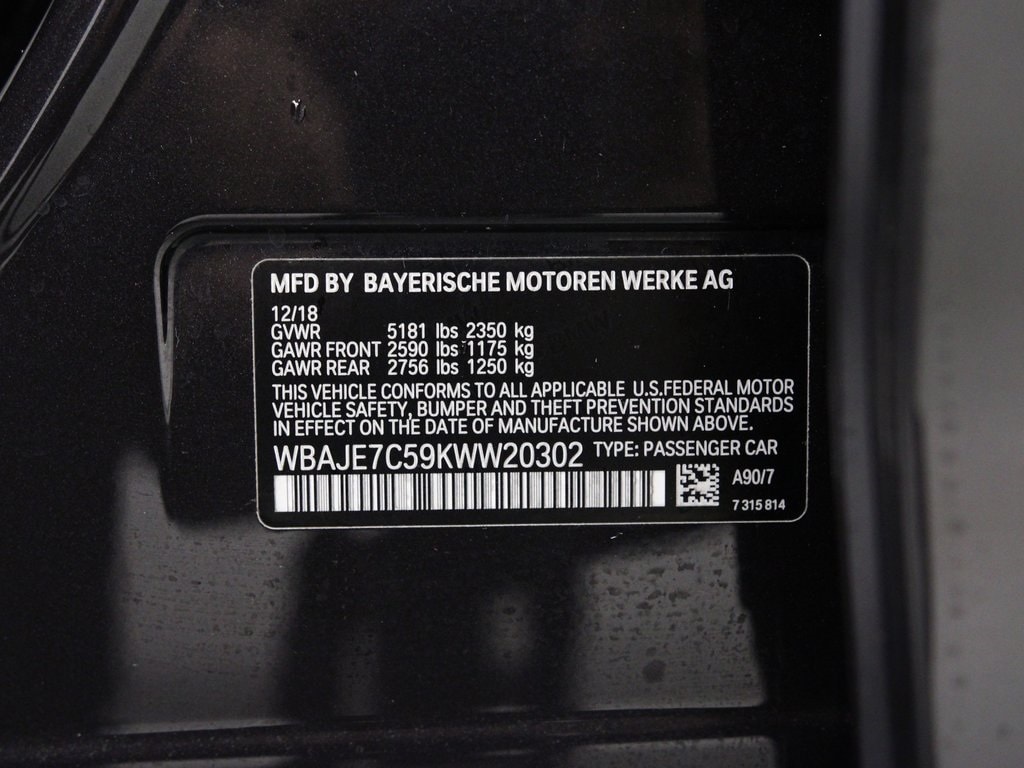 MFD BY BAYERISCHE MOTOREN WERKE AG
12/18
GVWR 5181 lbs 2350 kg
GAWR FRONT 2590 lbs 1175 kg
GAWR REAR 2756 lbs 1250 kg
THIS VEHICLE CONFORMS TO ALL APPLICABLE U.S.FEDERAL MOTOR
VEHICLE SAFETY, BUMPER AND THEFT PREVENTION STANDARDS
IN EFFECT ON THE DATE OF MANUFACTURE SHOWN ABOVE.
WBAJE7C59KWW20302 TYPE: PASSENGER CAR
A90/7
7 315 814